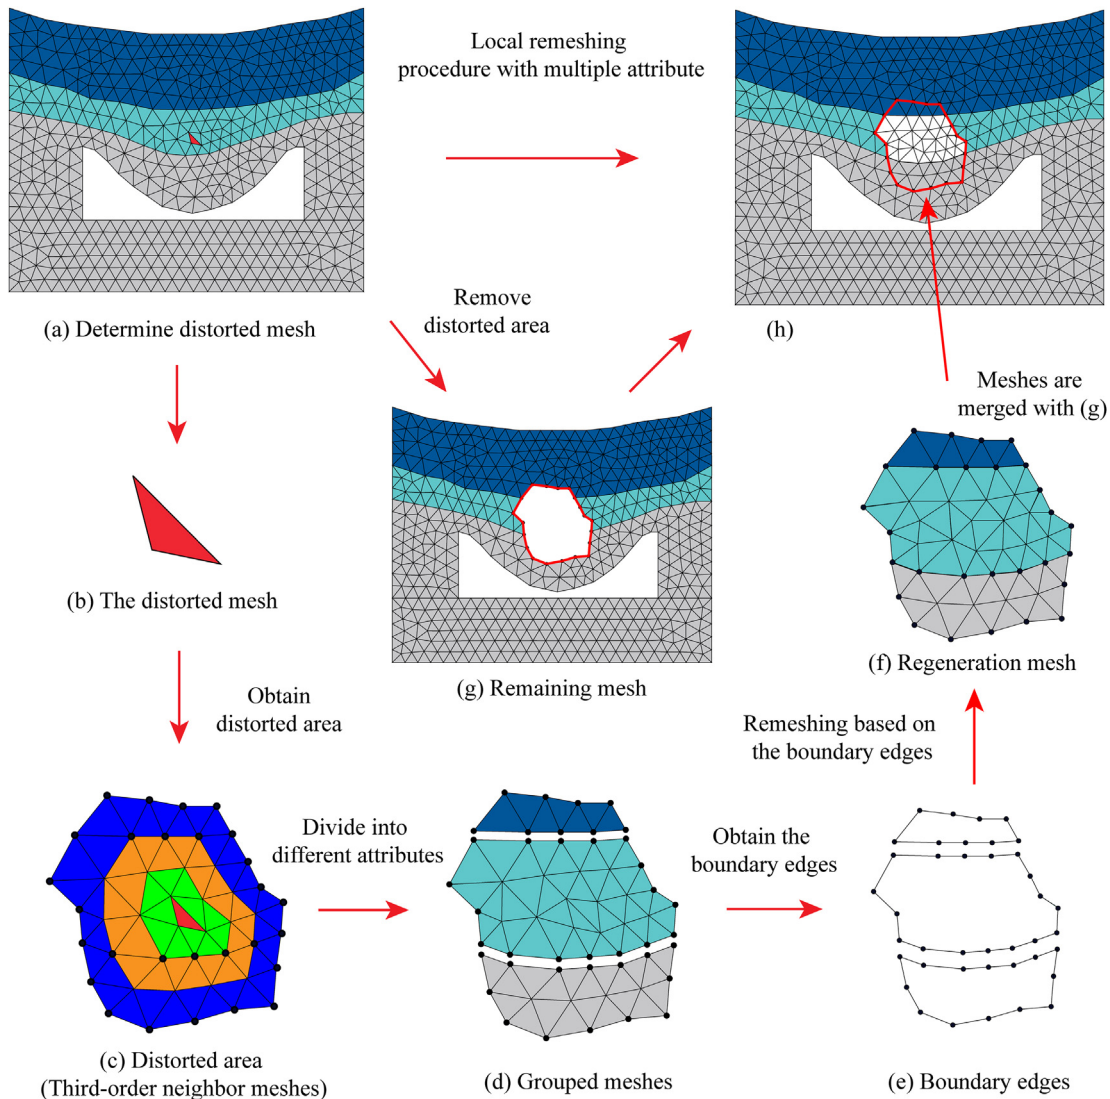 Local remeshing
procedure with multiple attribute
(a) Determine distorted mesh
Remove
distorted area
(h)
Meshes are
merged with (g)
(b) The distorted mesh
(g) Remaining mesh
(f) Regeneration mesh
Obtain
distorted area
Remeshing based on
the boundary edges
Divide into
different attributes
Obtain the
boundary edges
(c) Distorted area
(Third-order neighbor meshes)
(d) Grouped meshes
(e) Boundary edges